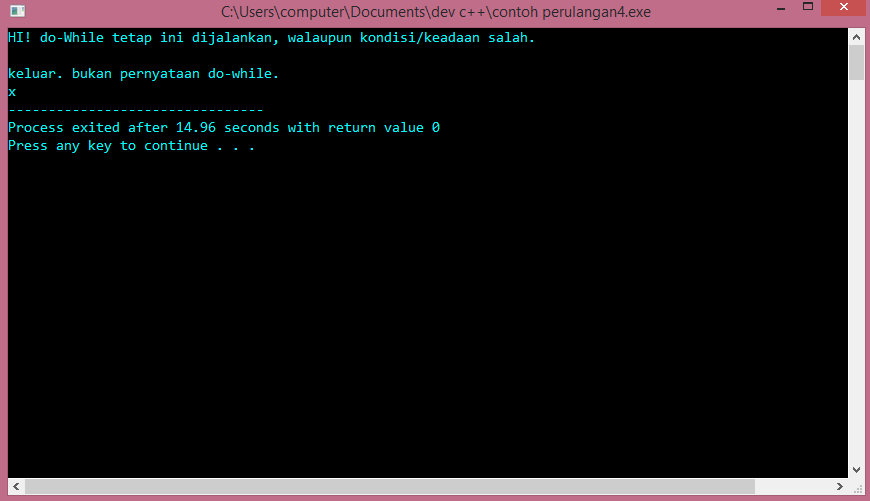 C:\Users\computer\Documents\dev c++\contoh perulangan4.exe
HI! do-While tetap ini dijalankan, walaupun kondisi/keadaan salah.
keluar. bukan pernyataan do-while.
x
--------------------------------
Process exited after 14.96 seconds with return value 0
Press any key to continue . . .